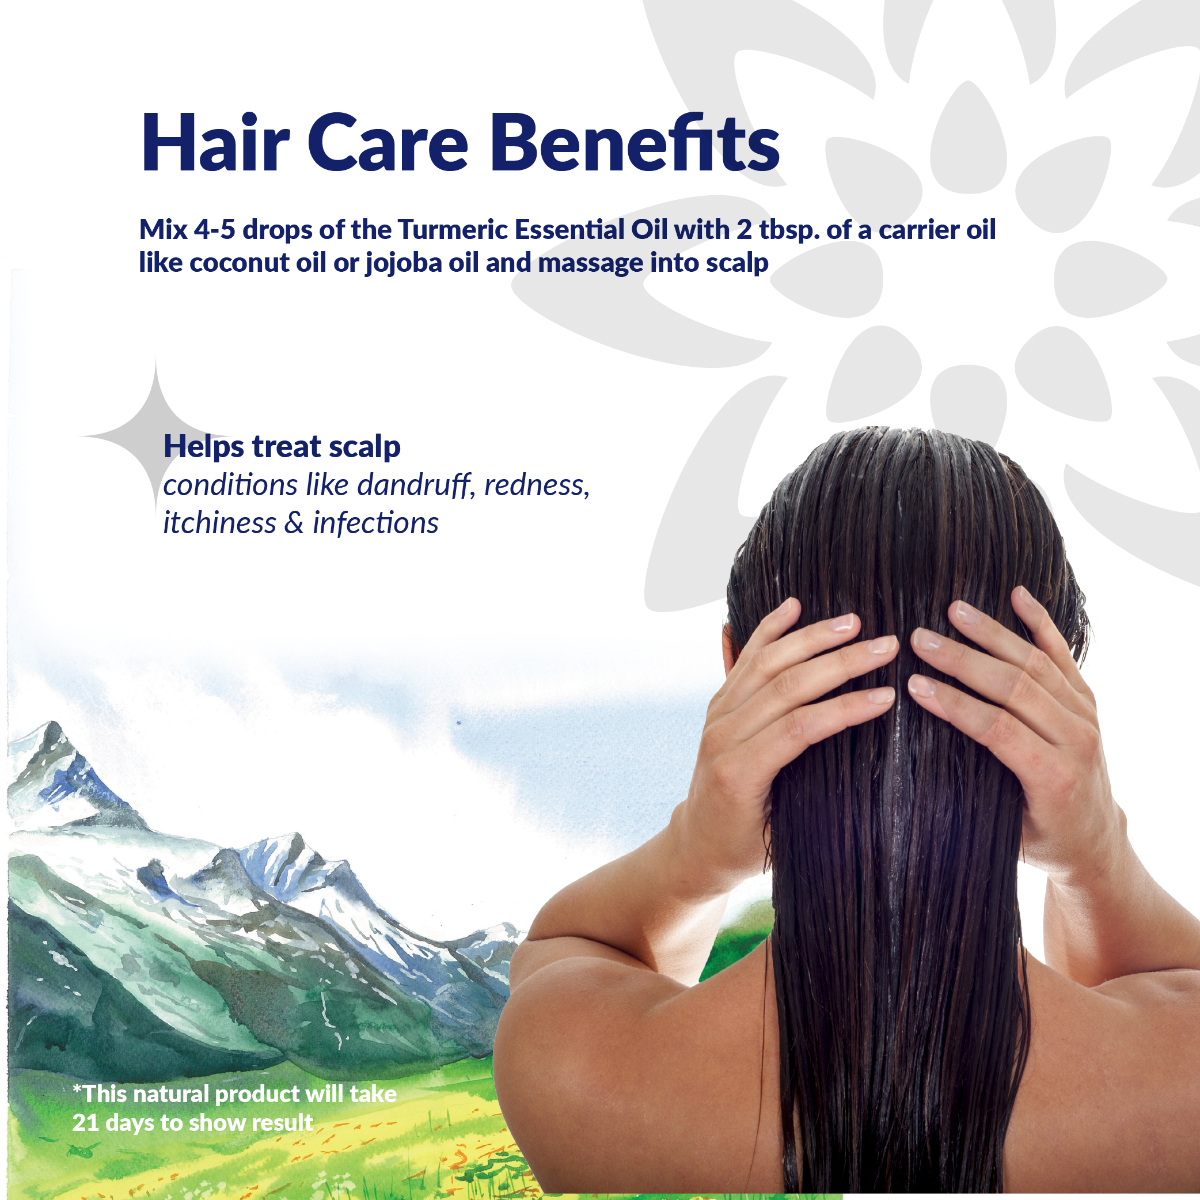 Hair Care Benefits
Mix 4-5 drops of the Turmeric Essential Oil with 2 tbsp. of a carrier oil
like coconut oil or jojoba oil and massage into scalp
Helps treat scalp
conditions like dandruff, redness,
itchiness & infections
*This natural product will take
21 days to show result